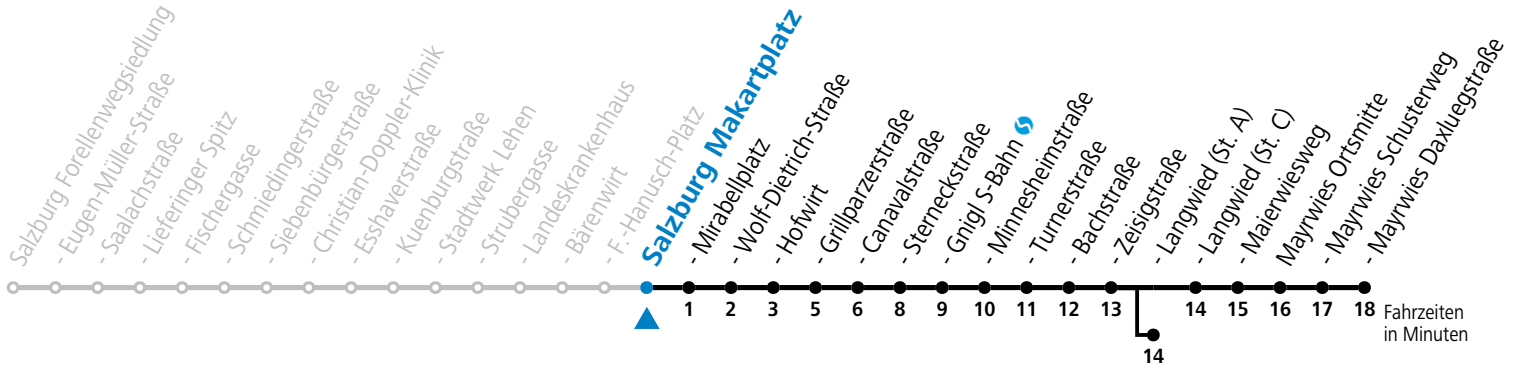 Salzburg Forellenwegsiedlung
- Eugen-Müller-Straße
- Saalachstraße
- Lieferinger Spitz
- Fischergasse
- Schmiedingerstraße
- Siebenbürgerstraße
- Christian-Doppler-Klinik
- Esshaverstraße
- Kuenburgstraße
- Stadtwerk Lehen
- Strubergasse
- Landeskrankenhaus
- Bärenwirt
- F.-Hanusch-Platz
Salzburg Makartplatz
- Mirabellplatz
- Wolf-Dietrich-Straße
- Hofwirt
- Grillparzerstraße
- Canavalstraße
- Sterneckstraße
- Gnigl S-Bahn
- Minnesheimstraße
- Turnerstraße
- Bachstraße
- Zeisigstraße
- Langwied (St. A)
- Langwied (St. C)
- Maierwiesweg
Mayrwies Ortsmitte
- Mayrwies Schusterweg
- Mayrwies Daxluegstraße
1 2 3 5 6 8 9 10 11 12 13 14 15 16 17 18 Fahrzeiten
in Minuten
14